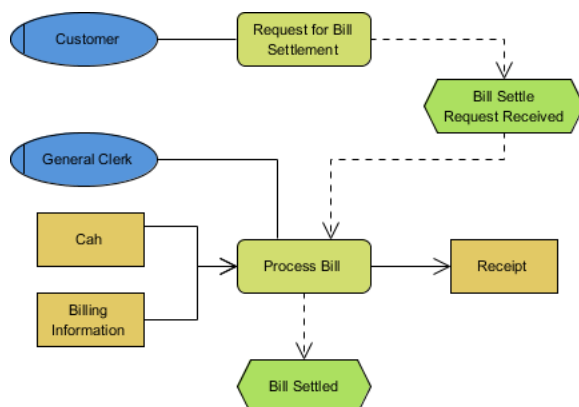 Customer
Request for Bill
Settlement
Bill Settle
Request Received
General Clerk
Cah
Process Bill
Receipt
Billing
Information
Bill Settled